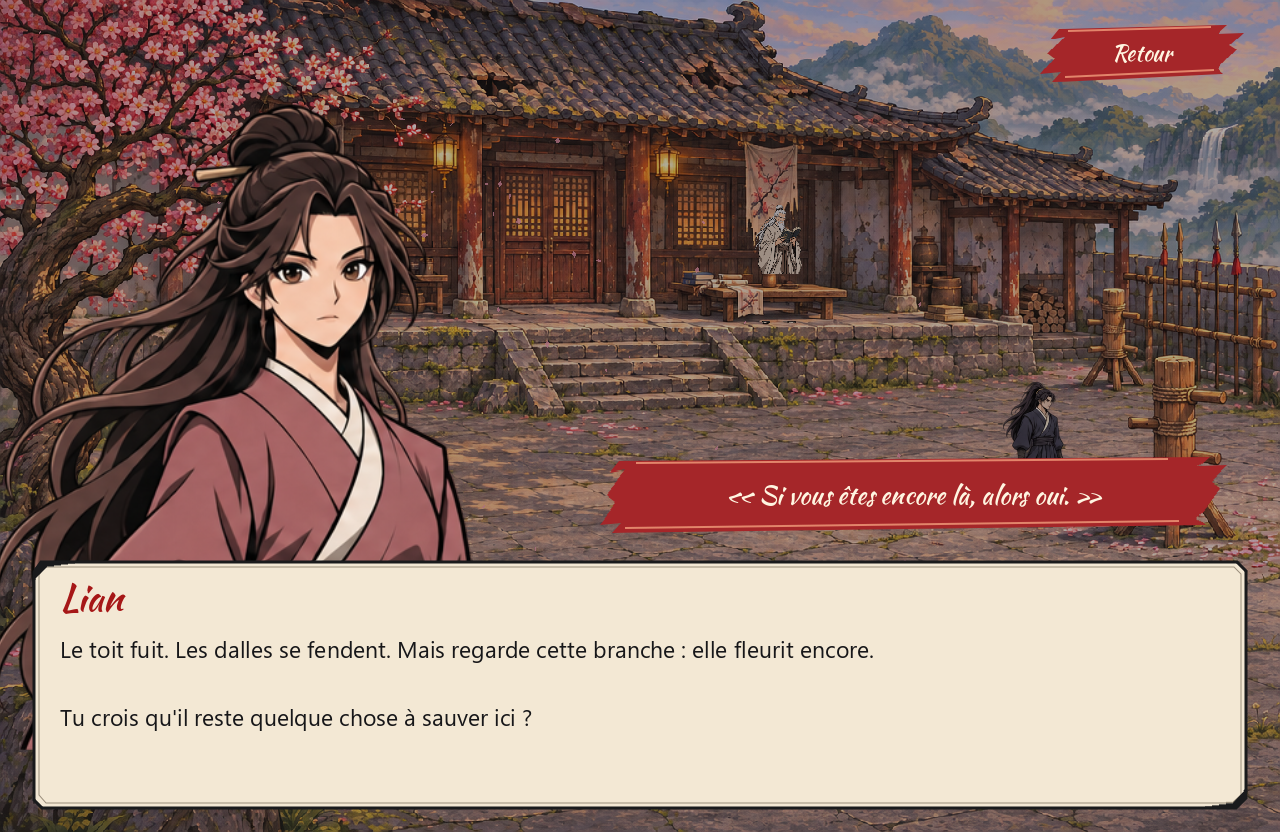 Retour
<< Si vous êtes encore là, alors oui. >>
Lian
Le toit fuit. Les dalles se fendent. Mais regarde cette branche : elle fleurit encore.
Tu crois qu'il reste quelque chose à sauver ici ?